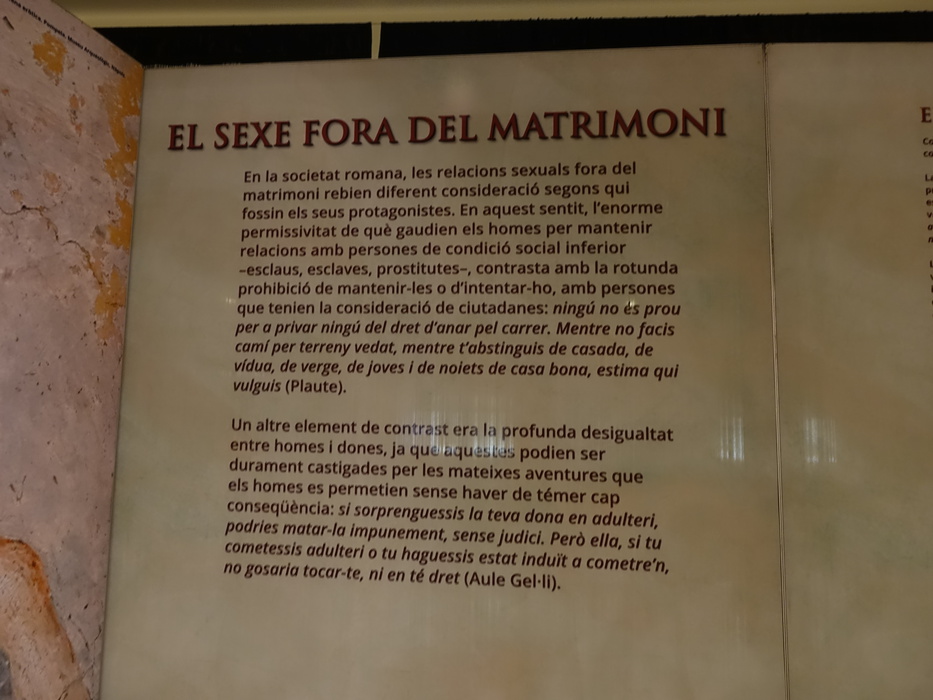 EL SEXE FORA DEL MATRIMONI
En la societat romana, les relacions sexuals fora del
matrimoni rebien diferent consideració segons qui
fossin els seus protagonistes. En aquest sentit, l'enorme
permissivitat de què gaudien els homes per mantenir
relacions amb persones de condició social inferior
–esclaus, esclaves, prostitutes–, contrasta amb la rotunda
prohibició de mantenir-les o d'intentar-ho, amb persones
que tenien la consideració de ciutadanes: ningú no és prou
per a privar ningú del dret d'anar pel carrer. Mentre no facis
camí per terreny vedat, mentre t'abstinguis de casada, de
vídua, de verge, de joves i de noiets de casa bona, estima qui
vulguis (Plaute).
Un altre element de contrast era la profunda desigualtat
entre homes i dones, ja que aquestes podien ser
durament castigades per les mateixes aventures que
els homes es permetien sense haver de témer cap
conseqüència: si sorprenguessis la teva dona en adulteri,
podries matar-la impunement, sense judici. Però ella, si tu
cometessis adulteri o tu haguessis estat induït a cometre'n,
no gosaria tocar-te, ni en té dret (Aule Gel·li).